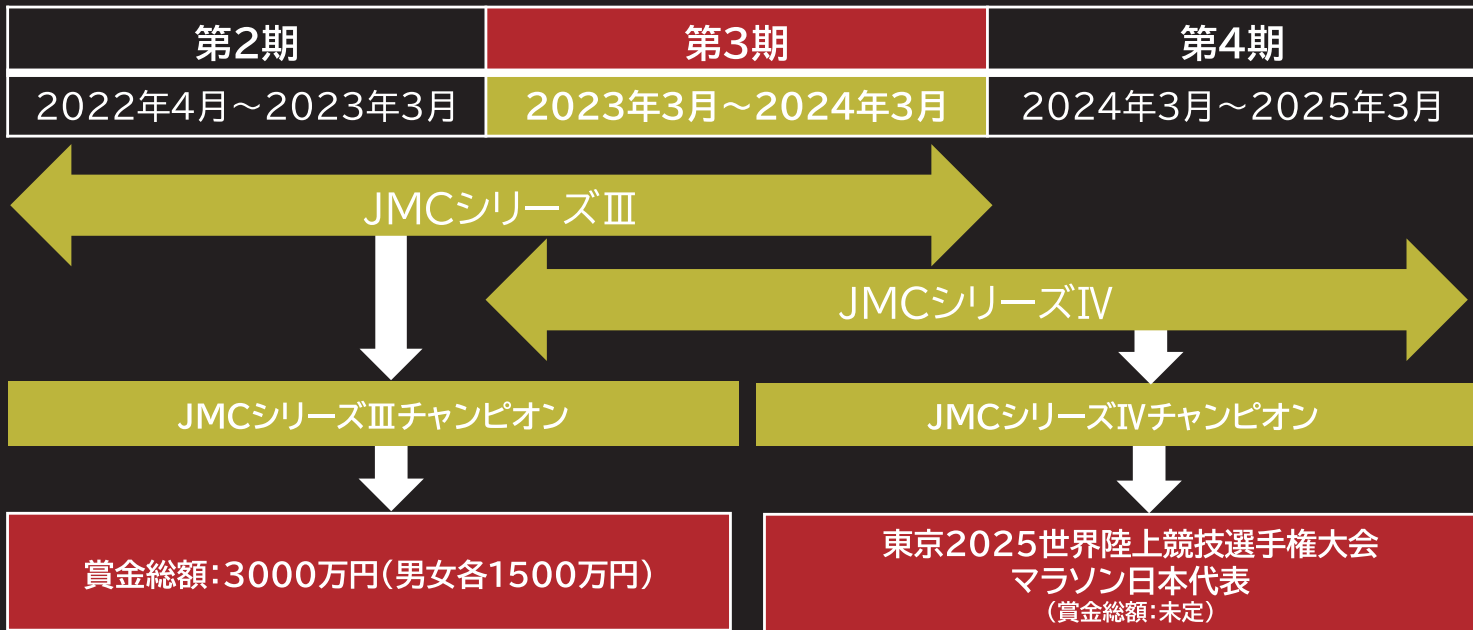 第2期
第3期
第4期
2022年4月～2023年3月
2023年3月～2024年3月
2024年3月～2025年3月
JMCシリーズⅢ
JMCシリーズⅣ
JMCシリーズⅢチャンピオン
JMCシリーズⅣチャンピオン
賞金総額：3000万円（男女各1500万円）
東京2025世界陸上競技選手権大会
マラソン日本代表
（賞金総額：未定）